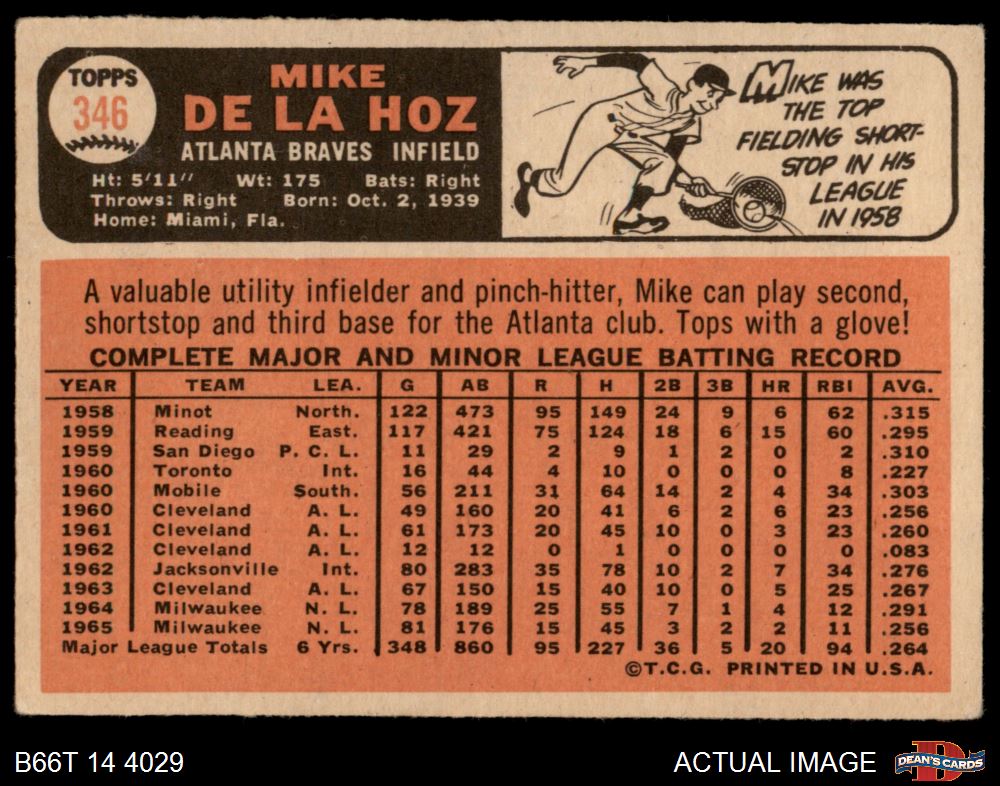 TOPPS
346
MIKE
DE LA HOZ
ATLANTA BRAVES INFIELD
Ht: 5'11" Wt: 175 Bats: Right
Throws: Right Born: Oct. 2, 1939
Home: Miami, Fla.
MIKE WAS
THE TOP
FIELDING SHORT-
STOP IN HIS
LEAGUE
IN 1958
A valuable utility infielder and pinch-hitter, Mike can play second,
shortstop and third base for the Atlanta club. Tops with a glove!
COMPLETE MAJOR AND MINOR LEAGUE BATTING RECORD
YEAR TEAM LEA. G AB R H 2B 3B HR RBI AVG.
1958 Minot North. 122 473 95 149 24 9 6 62 .315
1959 Reading East. 117 421 75 124 18 6 15 60 .295
1959 San Diego P. C. L. 11 29 2 9 1 2 0 2 .310
1960 Toronto Int. 16 44 4 10 0 0 0 8 .227
1960 Mobile South. 56 211 31 64 14 2 4 34 .303
1960 Cleveland A. L. 49 160 20 41 6 2 6 23 .256
1961 Cleveland A. L. 61 173 20 45 10 0 3 23 .260
1962 Cleveland A. L. 12 12 0 1 0 0 0 0 .083
1962 Jacksonville Int. 80 283 35 78 10 2 7 34 .276
1963 Cleveland A. L. 67 150 15 40 10 0 5 25 .267
1964 Milwaukee N. L. 78 189 25 55 7 1 4 12 .291
1965 Milwaukee N. L. 81 176 15 45 3 2 2 11 .256
Major League Totals 6 Yrs. 348 860 95 227 36 5 20 94 .264
©T.C.G. PRINTED IN U.S.A.
B66T 14 4029
ACTUAL IMAGE
D
DEAN'S CARDS